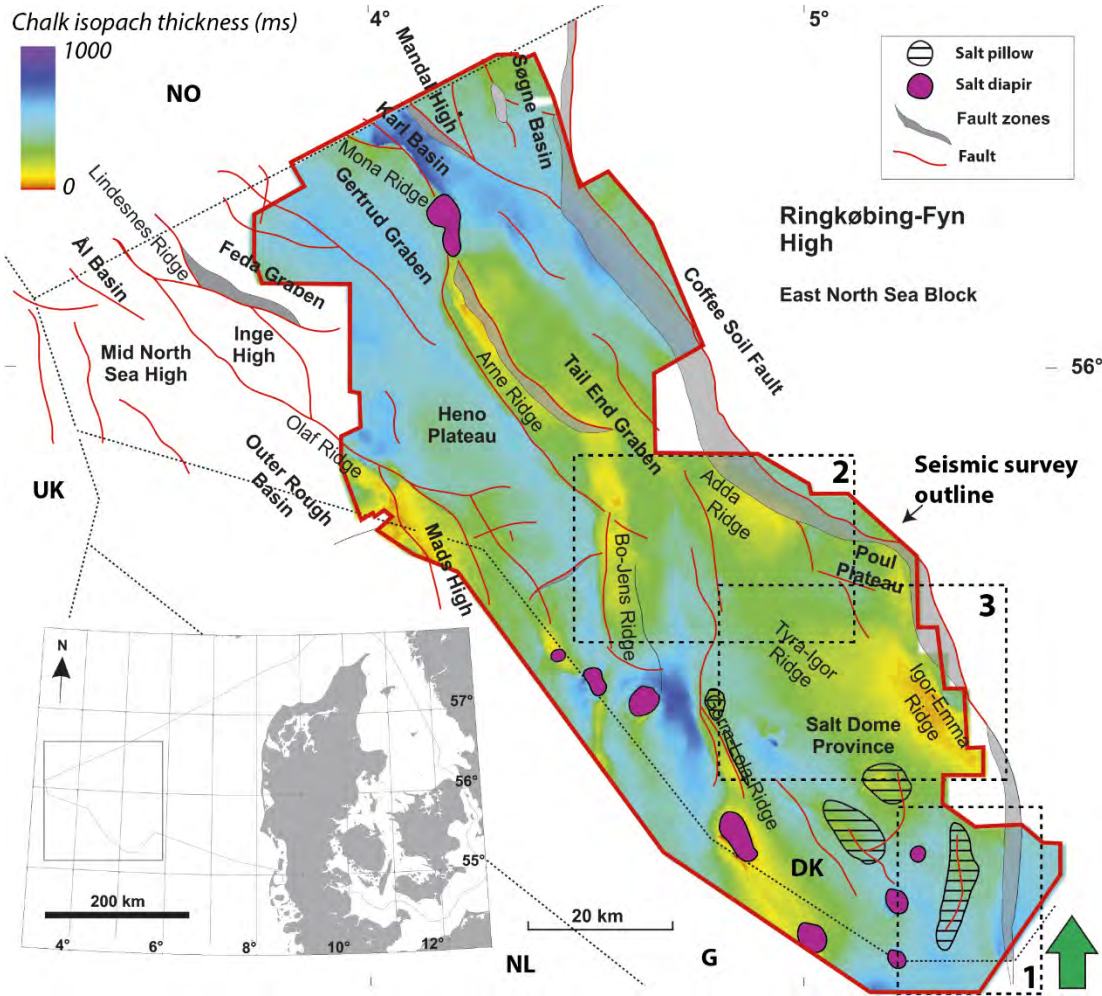 Chalk isopach thickness (ms)
1000
0
4°
5°
NO
Mandal High
Søgne Basin
Karl Basin
Mona Ridge
Gertrud Graben
Lindesnes Ridge
Ål Basin
Feda Graben
Inge
High
Mid North
Sea High
Salt pillow
Salt diapir
Fault zones
Fault
Ringkøbing-Fyn
High
East North Sea Block
Coffee Soil Fault
56°
Arne Ridge
Tail End Graben
Heno
Plateau
Olaf Ridge
Outer Rough
Basin
UK
Mads High
2
Adda
Ridge
Seismic survey
outline
Bo-Jens Ridge
Poul
Plateau
3
Tyra-Igor
Ridge
Igor-Emma
Ridge
Salt Dome
Province
-Lola Ridge
N
57°
56°
55°
200 km
4°
6°
8°
10°
12°
20 km
DK
NL
G
1